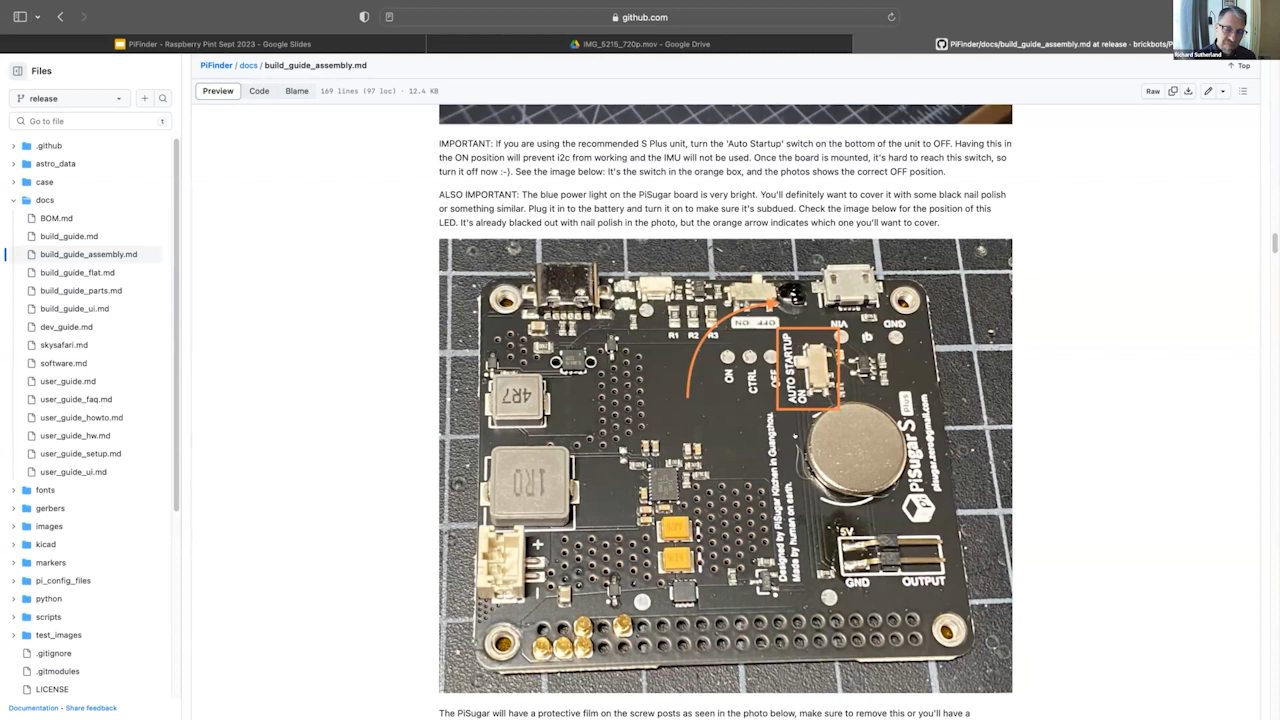 github.com
PiFinder - Raspberry Pint Sept 2023 - Google Slides
IMG_5215_720p.mov - Google Drive
PiFinder/docs/build_guide_assembly.md at release · brickbots/P
Richard Sutherland
Files
PiFinder / docs / build_guide_assembly.md
Top
release
Preview
Code
Blame
169 lines (97 loc) · 12.4 KB
Raw
Go to file
t
.github
astro_data
case
docs
BOM.md
build_guide.md
build_guide_assembly.md
build_guide_flat.md
build_guide_parts.md
build_guide_ui.md
dev_guide.md
skysafari.md
software.md
user_guide.md
user_guide_faq.md
user_guide_howto.md
user_guide_hw.md
user_guide_setup.md
user_guide_ui.md
fonts
gerbers
images
kicad
markers
pi_config_files
python
scripts
test_images
.gitignore
.gitmodules
LICENSE
Documentation · Share feedback
IMPORTANT: If you are using the recommended S Plus unit, turn the 'Auto Startup' switch on the bottom of the unit to OFF. Having this in
the ON position will prevent i2c from working and the IMU will not be used. Once the board is mounted, it's hard to reach this switch, so
turn it off now :-). See the image below: It's the switch in the orange box, and the photos shows the correct OFF position.
ALSO IMPORTANT: The blue power light on the PiSugar board is very bright. You'll definitely want to cover it with some black nail polish
or something similar. Plug it in to the battery and turn it on to make sure it's subdued. Check the image below for the position of this
LED. It's already blacked out with nail polish in the photo, but the orange arrow indicates which one you'll want to cover.
R1
R2
R3
OFF
ON
VIN
GND
ON
CTRL
OFF
AUTO STARTUP
ON
4R7
1R0
Designed by PiSugar Kitchen in Guangzhou.
Made by human on earth.
PiSugar S
plus
pisugar.zero@gmail.com
5V
GND
OUTPUT
+
-
The PiSugar will have a protective film on the screw posts as seen in the photo below, make sure to remove this or you'll have a